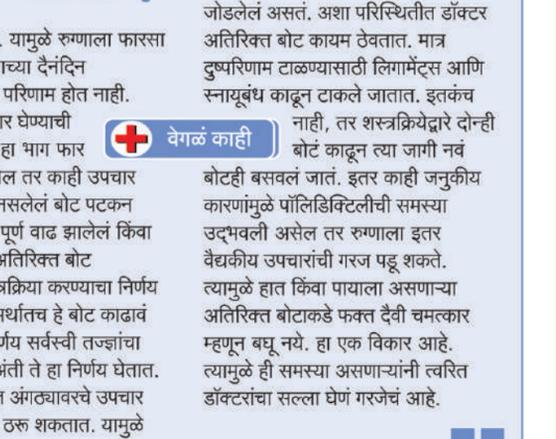 . यामुळे रुग्णाला फारसा
च्या दैनंदिन
परिणाम होत नाही.
घेण्याची
हा भाग फार
तर काही उपचार
नसलेलं बोट पटकन
पूर्ण वाढ झालेलं किंवा
अतिरिक्त बोट
क्रिया करण्याचा निर्णय
र्थातच हे बोट काढावं
र्णय सर्वस्वी तज्ज्ञांचा
अंती ते हा निर्णय घेतात.
अंगठ्यावरचे उपचार
ठरू शकतात. यामुळे
वेगळं काही
जोडलेलं असतं. अशा परिस्थितीत डॉक्टर
अतिरिक्त बोट कायम ठेवतात. मात्र
दुष्परिणाम टाळण्यासाठी लिगामेंट्स आणि
स्नायूबंध काढून टाकले जातात. इतकंच
नाही, तर शस्त्रक्रियेद्वारे दोन्ही
बोटं काढून त्या जागी नवं
बोटही बसवलं जातं. इतर काही जनुकीय
कारणांमुळे पॉलिडिक्टिलीची समस्या
उद्‌भवली असेल तर रुग्णाला इतर
वैद्यकीय उपचारांची गरज पडू शकते.
त्यामुळे हात किंवा पायाला असणाऱ्या
अतिरिक्त बोटाकडे फक्त दैवी चमत्कार
म्हणून बघू नये. हा एक विकार आहे.
त्यामुळे ही समस्या असणाऱ्यांनी त्वरित
डॉक्टरांचा सल्ला घेणं गरजेचं आहे.